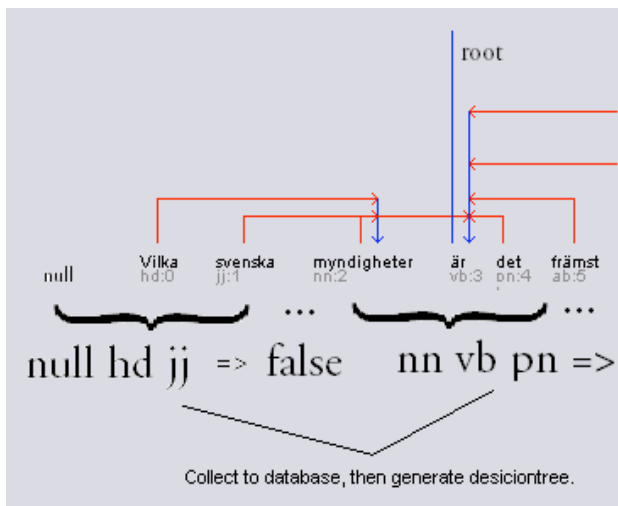 root
Vilka svenska myndigheter är det främst
null hd:0 jj:1 nn:2 vb:3 pn:4 ab:5
... ...
null hd jj => false nn vb pn =>
Collect to database, then generate desiciontree.